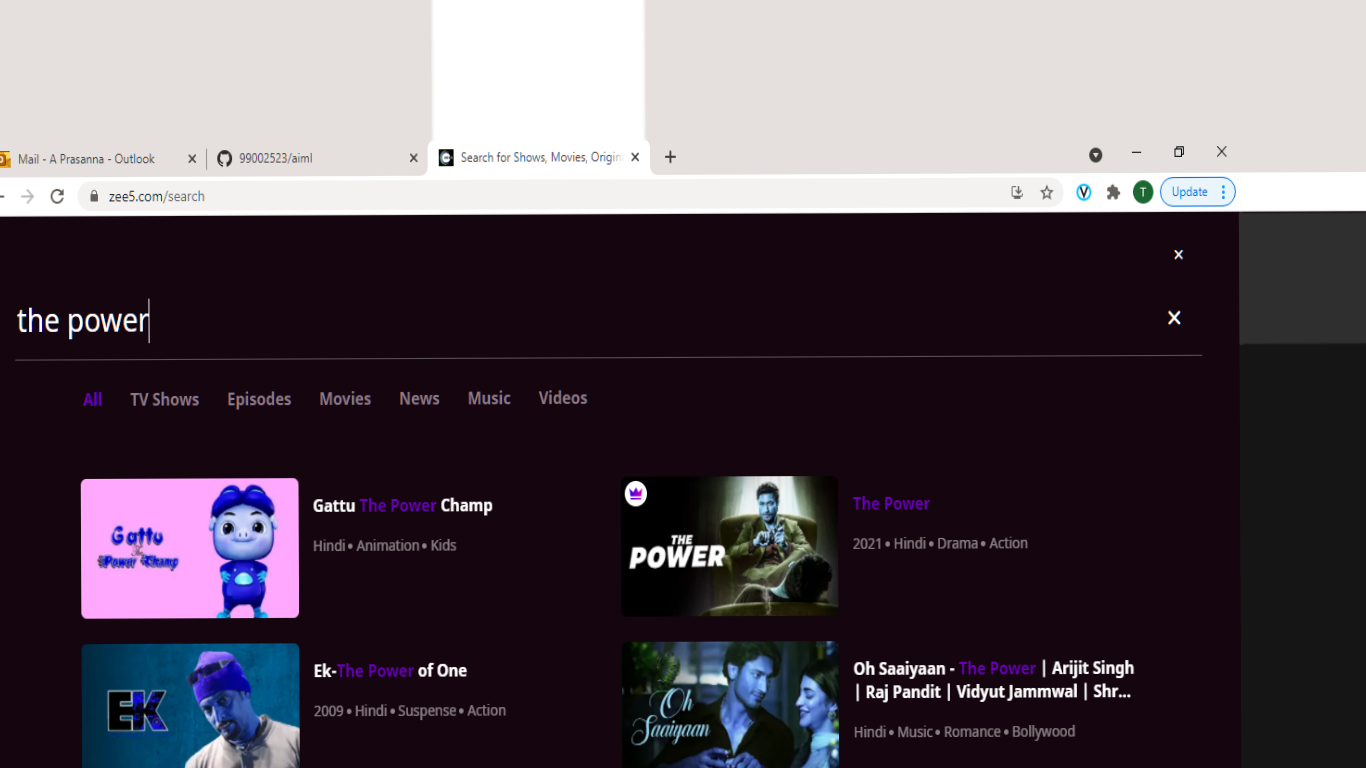 Mail - A Prasanna - Outlook
99002523/aiml
Search for Shows, Movies, Origin
zee5.com/search
T
Update
the power
All TV Shows Episodes Movies News Music Videos
Gattu
The
Power Champ
Gattu The Power Champ
Hindi • Animation • Kids
THE
POWER
The Power
2021 • Hindi • Drama • Action
EK
Ek-The Power of One
2009 • Hindi • Suspense • Action
Oh
Saaiyaan
Oh Saaiyaan - The Power | Arijit Singh
| Raj Pandit | Vidyut Jammwal | Shr...
Hindi • Music • Romance • Bollywood